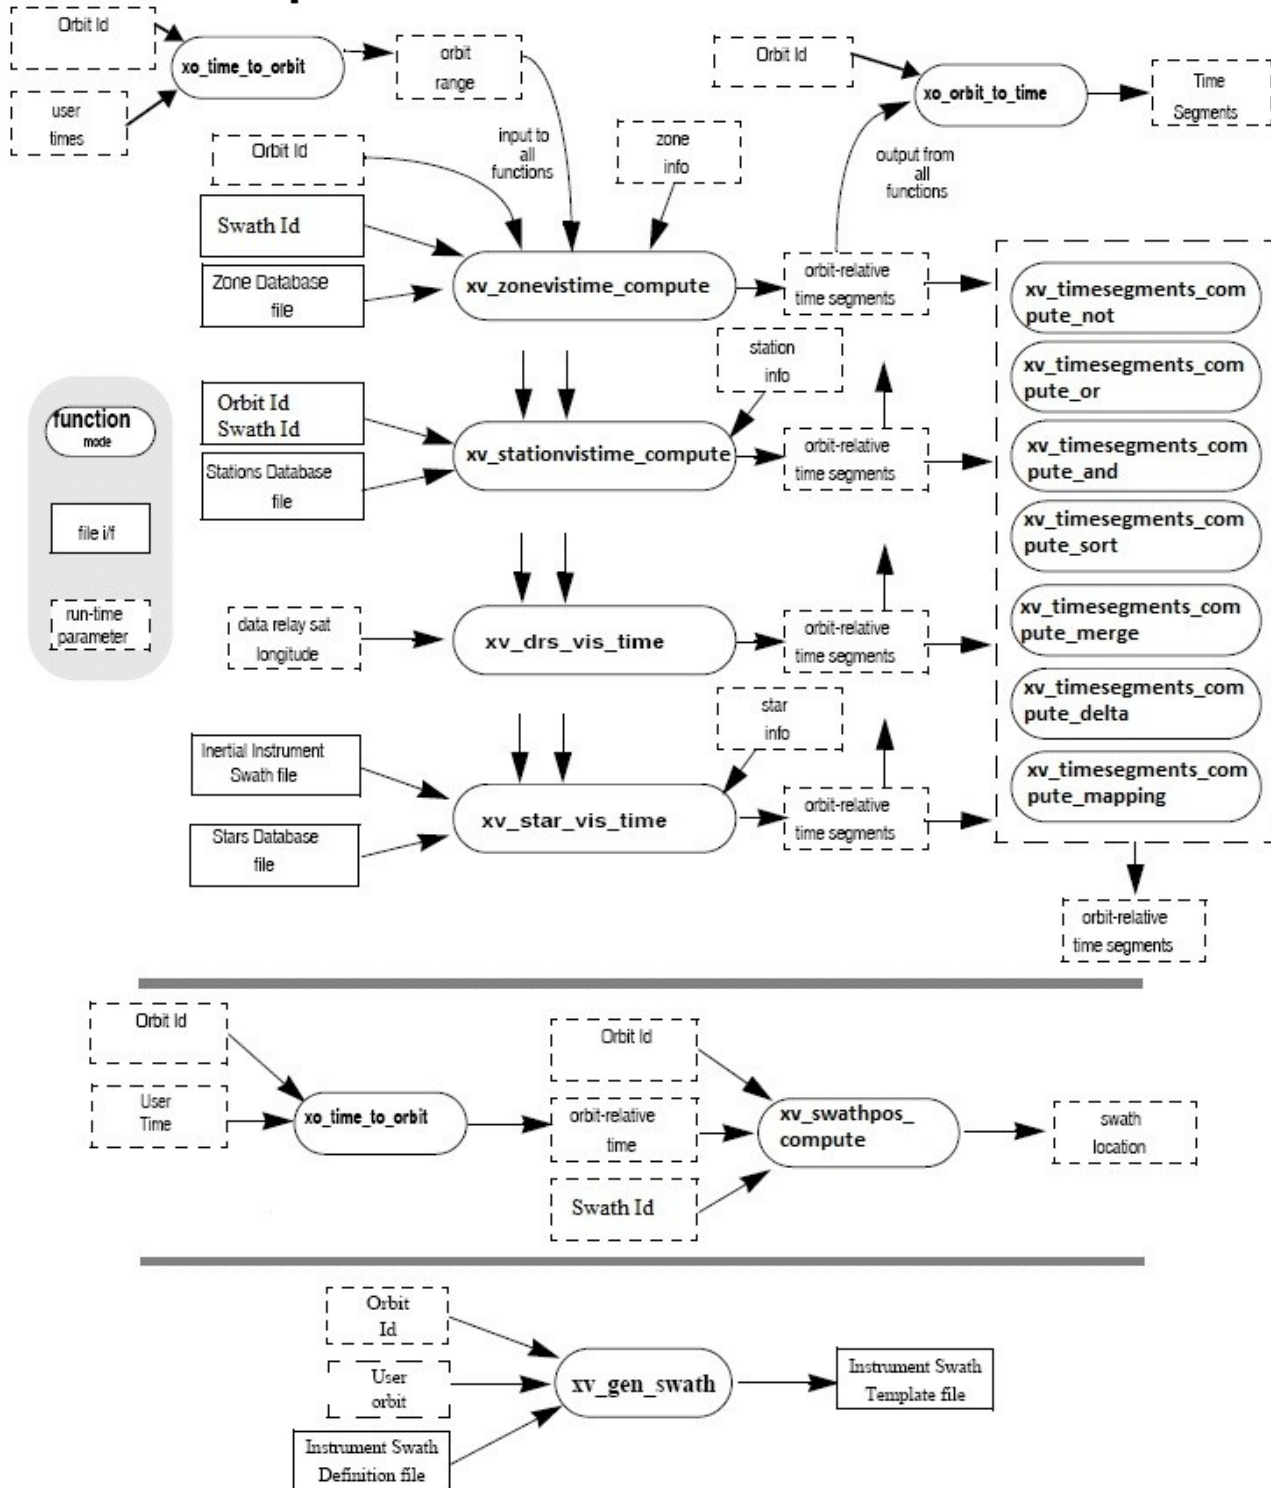 Orbit Id
xo_time_to_orbit
orbit
range
user
times
Orbit Id
xo_orbit_to_time
Time
Segments
input to
all
functions
zone
info
output from
all
functions
Orbit Id
Swath Id
Zone Database
file
xv_zonevistime_compute
orbit-relative
time segments
station
info
Orbit Id
Swath Id
Stations Database
file
xv_stationvistime_compute
orbit-relative
time segments
function
mode
file i/f
run-time
parameter
data relay sat
longitude
xv_drs_vis_time
orbit-relative
time segments
star
info
Inertial Instrument
Swath file
Stars Database
file
xv_star_vis_time
orbit-relative
time segments
xv_timesegments_com
pute_not
xv_timesegments_com
pute_or
xv_timesegments_com
pute_and
xv_timesegments_com
pute_sort
xv_timesegments_com
pute_merge
xv_timesegments_com
pute_delta
xv_timesegments_com
pute_mapping
orbit-relative
time segments
Orbit Id
User
Time
xo_time_to_orbit
Orbit Id
orbit-relative
time
Swath Id
xv_swathpos_
compute
swath
location
Orbit
Id
User
orbit
Instrument Swath
Definition file
xv_gen_swath
Instrument Swath
Template file